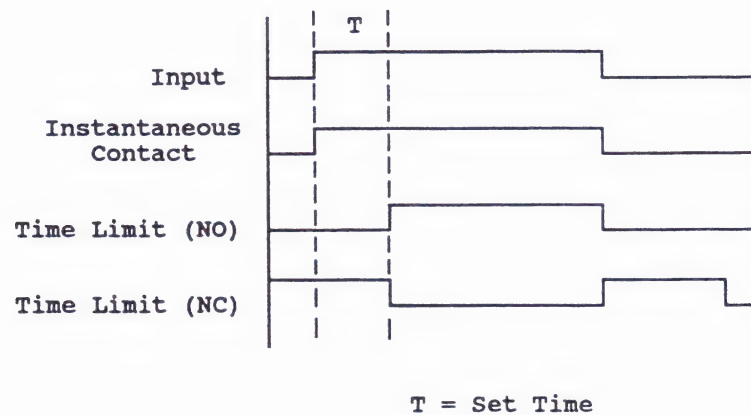 T
Input
Instantaneous
Contact
Time Limit (NO)
Time Limit (NC)
T = Set Time